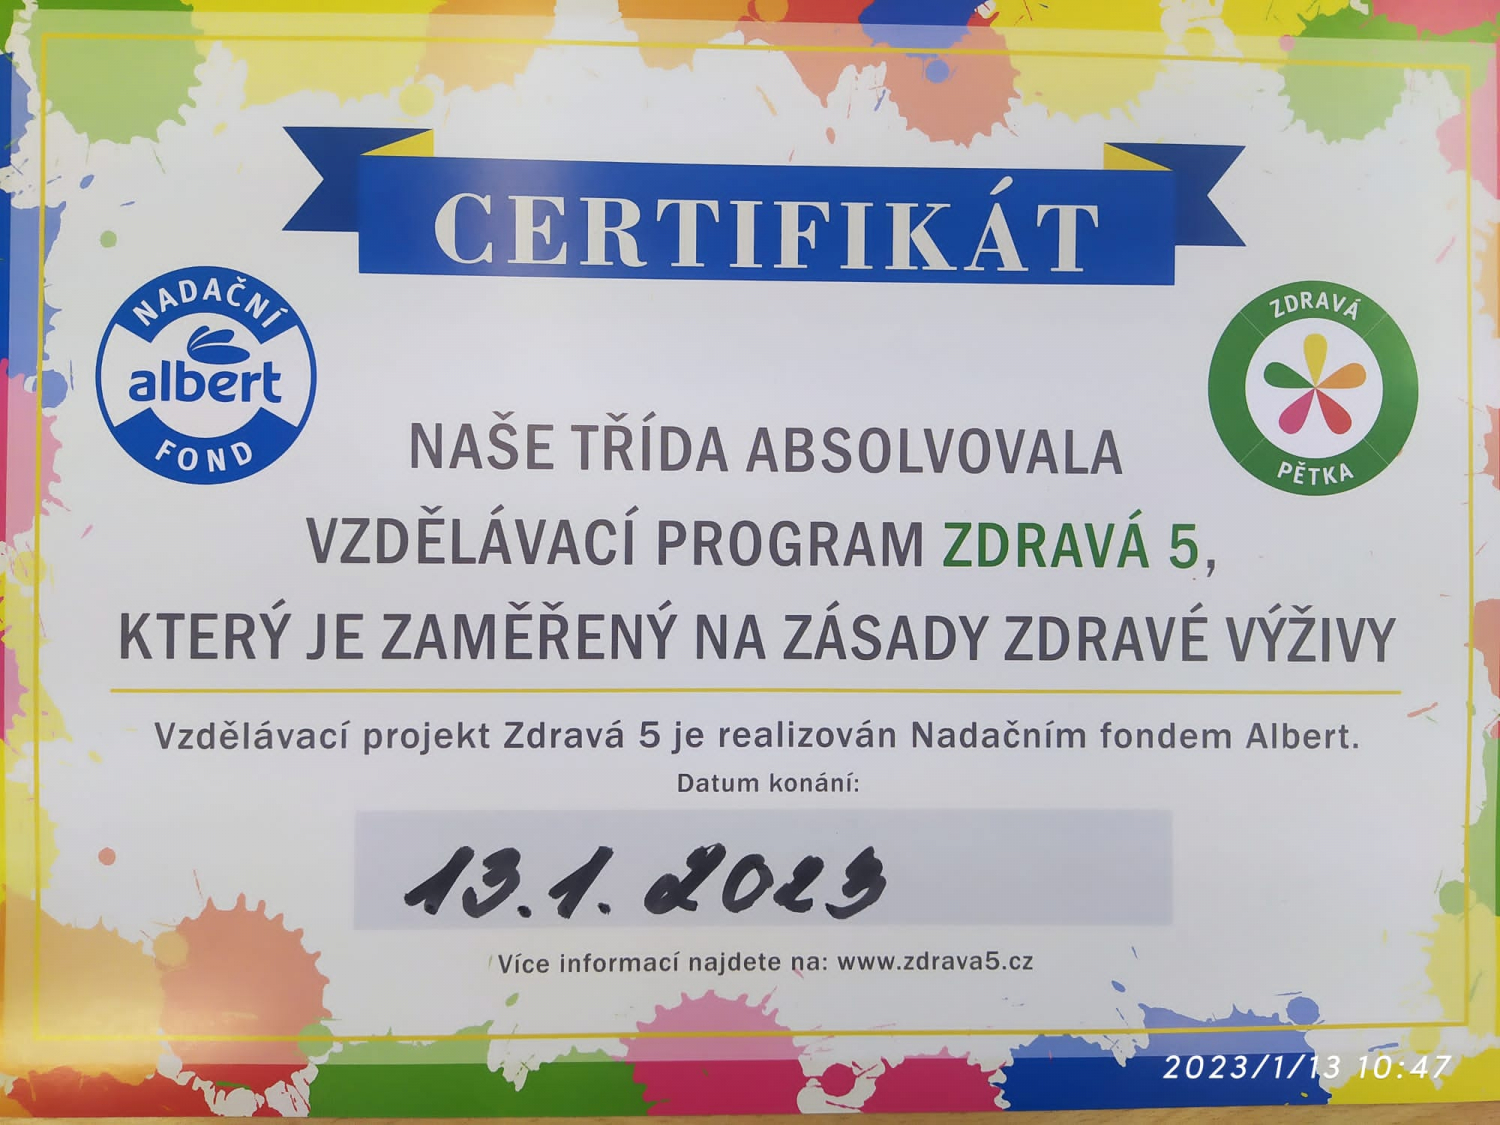 CERTIFIKÁT
NADAČNÍ
albert
FOND
ZDRAVÁ
PĚTKA
NAŠE TŘÍDA ABSOLVOVALA
VZDĚLÁVACÍ PROGRAM ZDRAVÁ 5,
KTERÝ JE ZAMĚŘENÝ NA ZÁSADY ZDRAVÉ VÝŽIVY
Vzdělávací projekt Zdravá 5 je realizován Nadačním fondem Albert.
Datum konání:
13.1.2023
Více informací najdete na: www.zdrava5.cz
2023/1/13 10:47